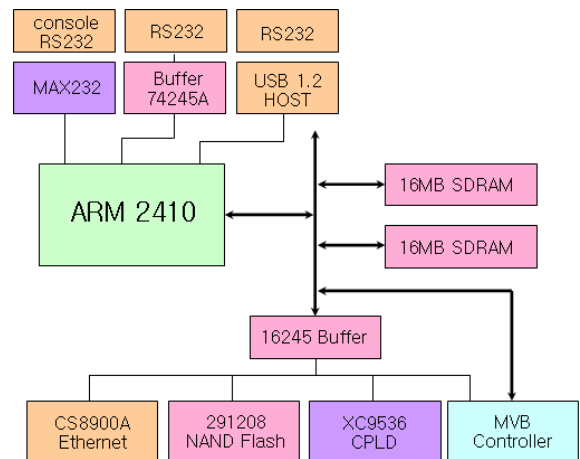 console
RS232
RS232
RS232
MAX232
Buffer
74245A
USB 1.2
HOST
ARM 2410
16MB SDRAM
16MB SDRAM
16245 Buffer
CS8900A
Ethernet
291208
NAND Flash
XC9536
CPLD
MVB
Controller